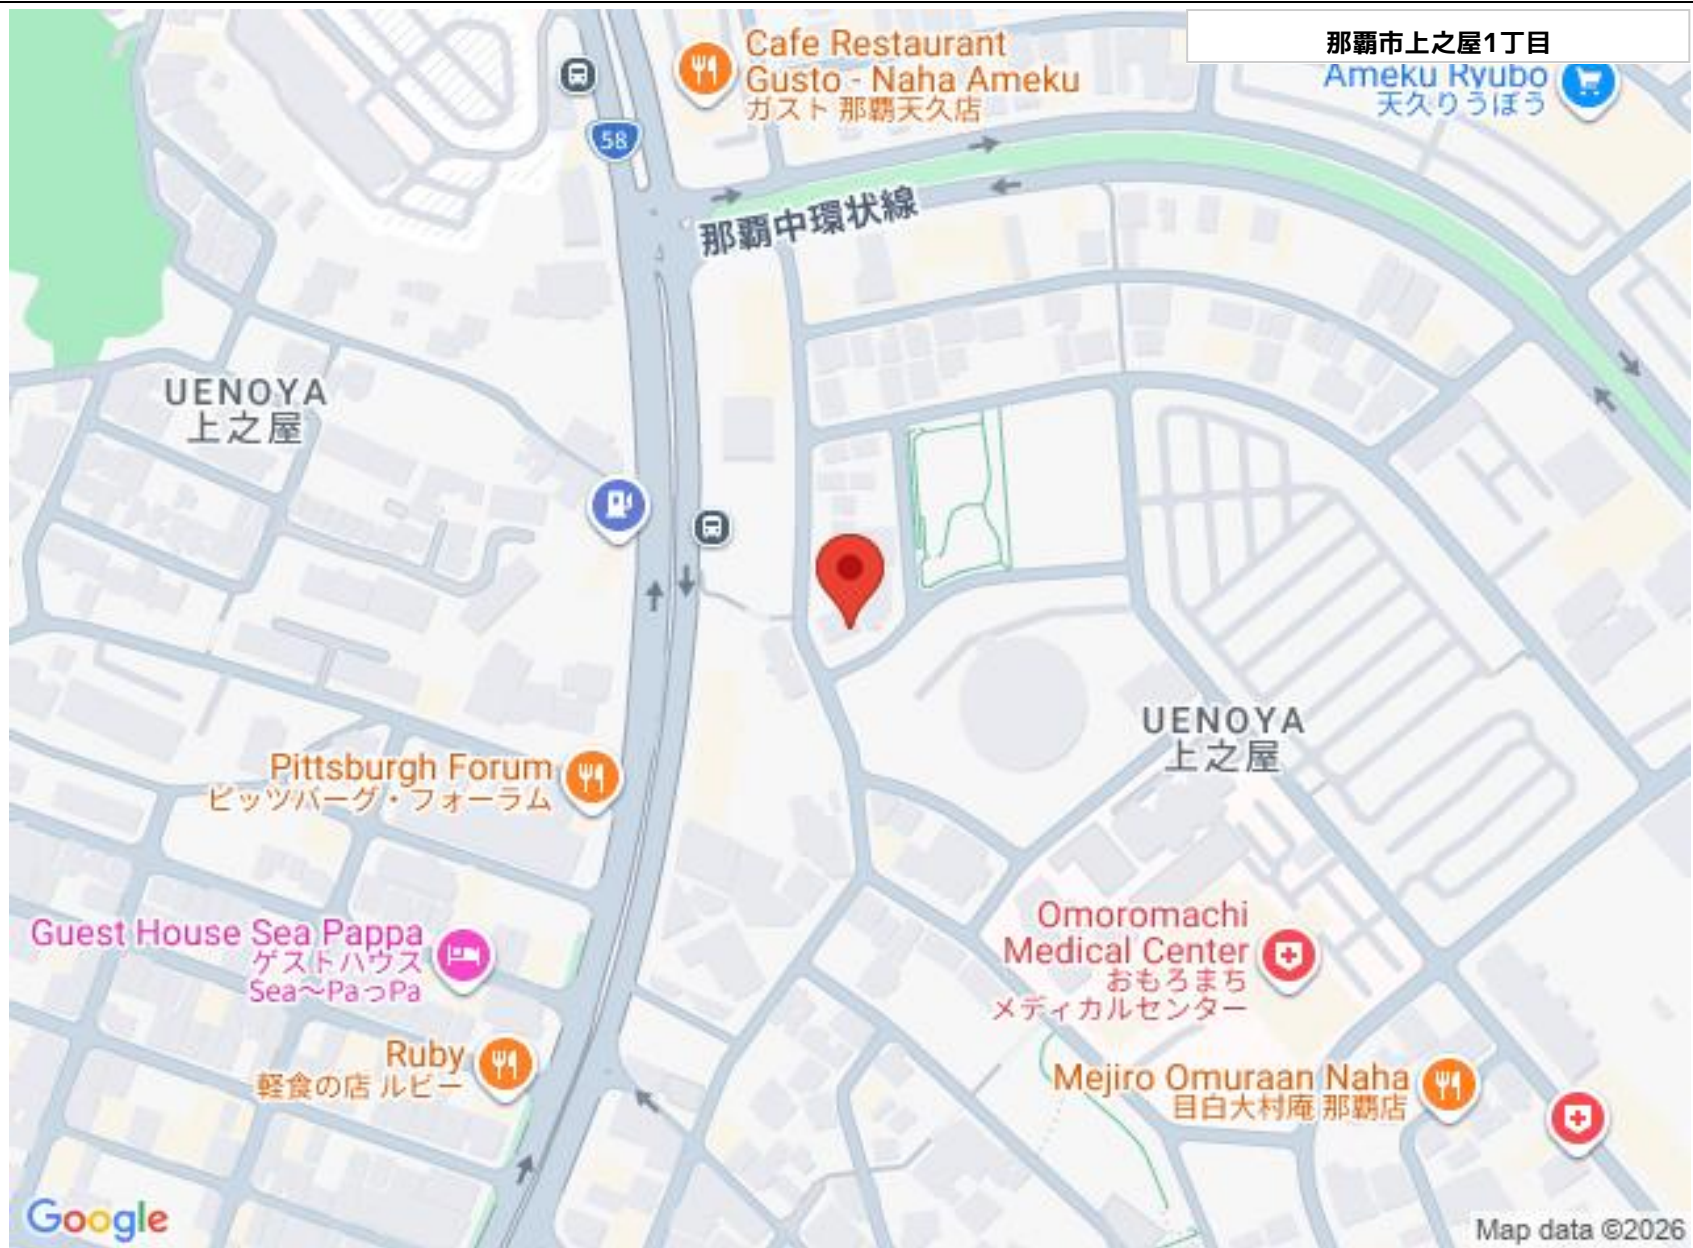 那覇市上之屋1丁目
Cafe Restaurant
Gusto - Naha Ameku
ガスト 那覇天久店
Ameku Ryubo
天久りうぼう
58
那覇中環状線
UENOYA
上之屋
UENOYA
上之屋
Pittsburgh Forum
ピッツバーグ・フォーラム
Guest House Sea Pappa
ゲストハウス
Sea〜PaっPa
Omoromachi
Medical Center
おもろまち
メディカルセンター
Ruby
軽食の店 ルビー
Mejiro Omuraan Naha
目白大村庵 那覇店
Google
Map data ©2026